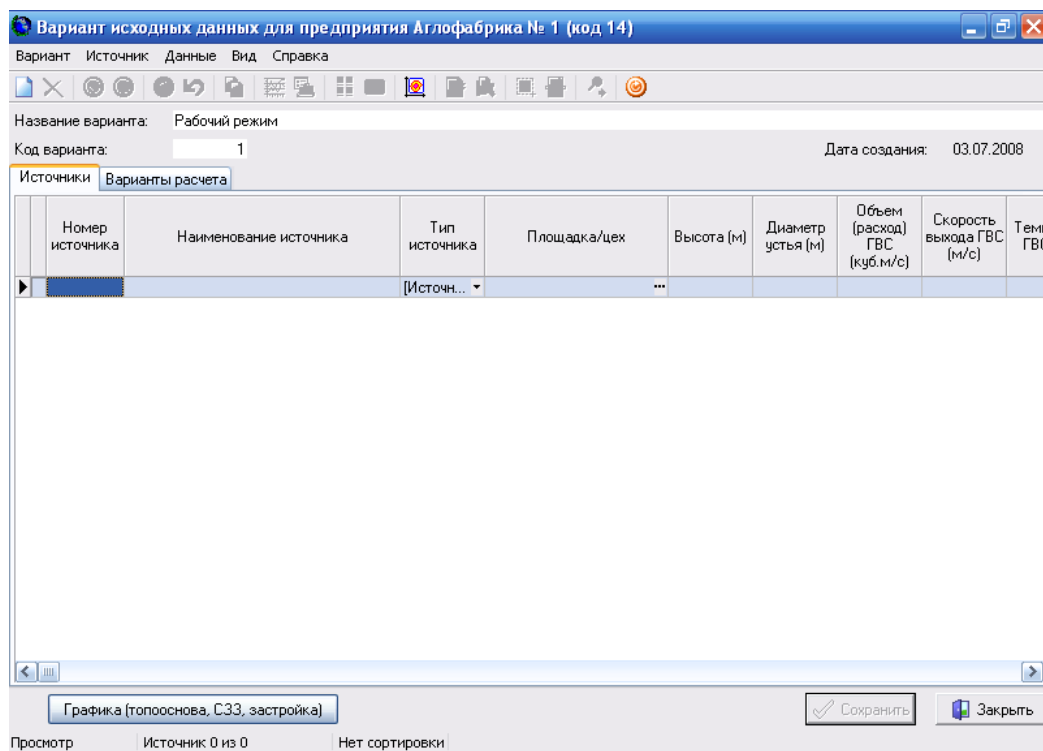 Вариант исходных данных для предприятия Аглофабрика № 1 (код 14)
Вариант Источник Данные Вид Справка
Название варианта: Рабочий режим
Код варианта: 1 Дата создания: 03.07.2008
Источники Варианты расчета
Номер источника Наименование источника Тип источника Площадка/цех Высота (м) Диаметр устья (м) Объем (расход) ГВС (куб.м/с) Скорость выхода ГВС (м/с)
[Источн...
Графика (топооснова, СЗЗ, застройка) Сохранить Закрыть
Просмотр Источник 0 из 0 Нет сортировки